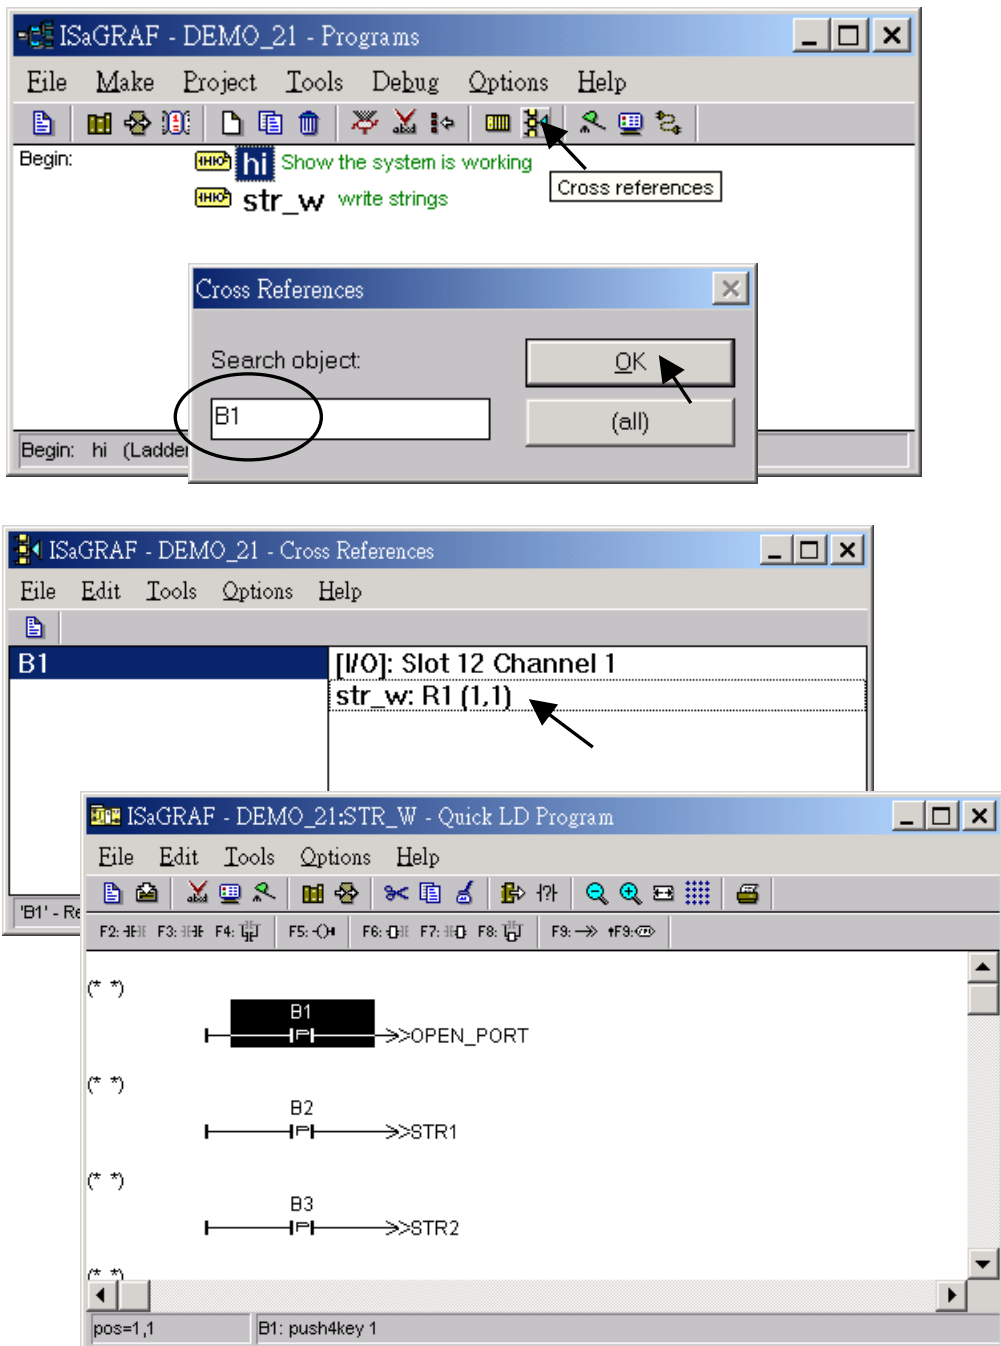 ISaGRAF - DEMO_21 - Programs
File Make Project Tools Debug Options Help
Begin: hi Show the system is working
Cross references
str_w write strings
Cross References
Search object:
OK
B1
(all)
Begin: hi (Ladder
ISaGRAF - DEMO_21 - Cross References
File Edit Tools Options Help
B1 [I/O]: Slot 12 Channel 1
str_w: R1 (1,1)
ISaGRAF - DEMO_21:STR_W - Quick LD Program
File Edit Tools Options Help
'B1' - Re
F2: F3: F4: F5: F6: F7: F8: F9: ↑F9:
(* *)
B1
>>OPEN_PORT
(* *)
B2
>>STR1
(* *)
B3
>>STR2
(* *)
pos=1,1 B1: push4key 1